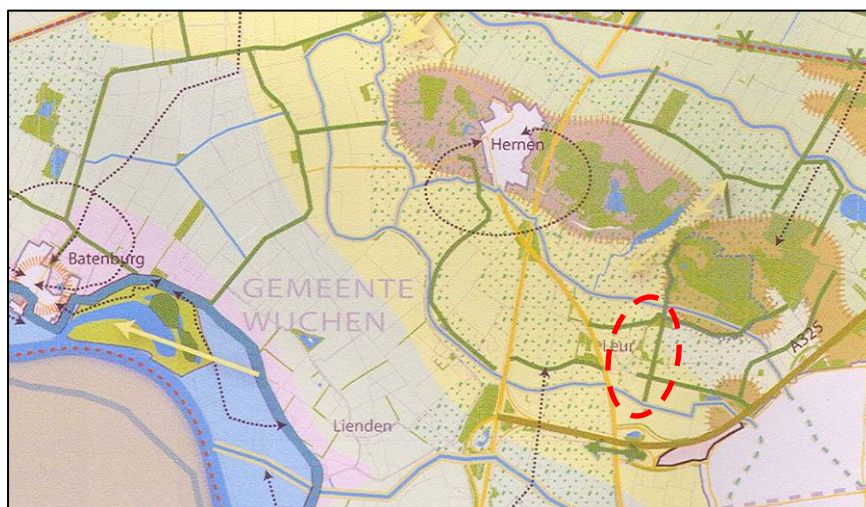 Hernen
Batenburg
GEMEENTE
WIJCHEN
Leur
A325
Lienden